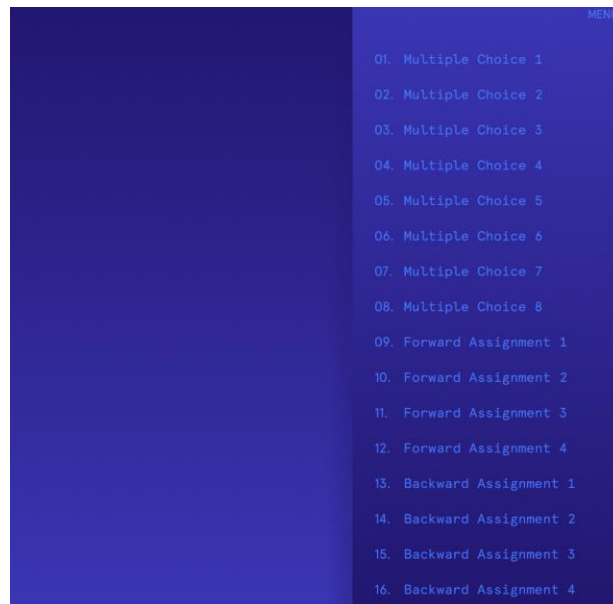 MENU
01. Multiple Choice 1
02. Multiple Choice 2
03. Multiple Choice 3
04. Multiple Choice 4
05. Multiple Choice 5
06. Multiple Choice 6
07. Multiple Choice 7
08. Multiple Choice 8
09. Forward Assignment 1
10. Forward Assignment 2
11. Forward Assignment 3
12. Forward Assignment 4
13. Backward Assignment 1
14. Backward Assignment 2
15. Backward Assignment 3
16. Backward Assignment 4